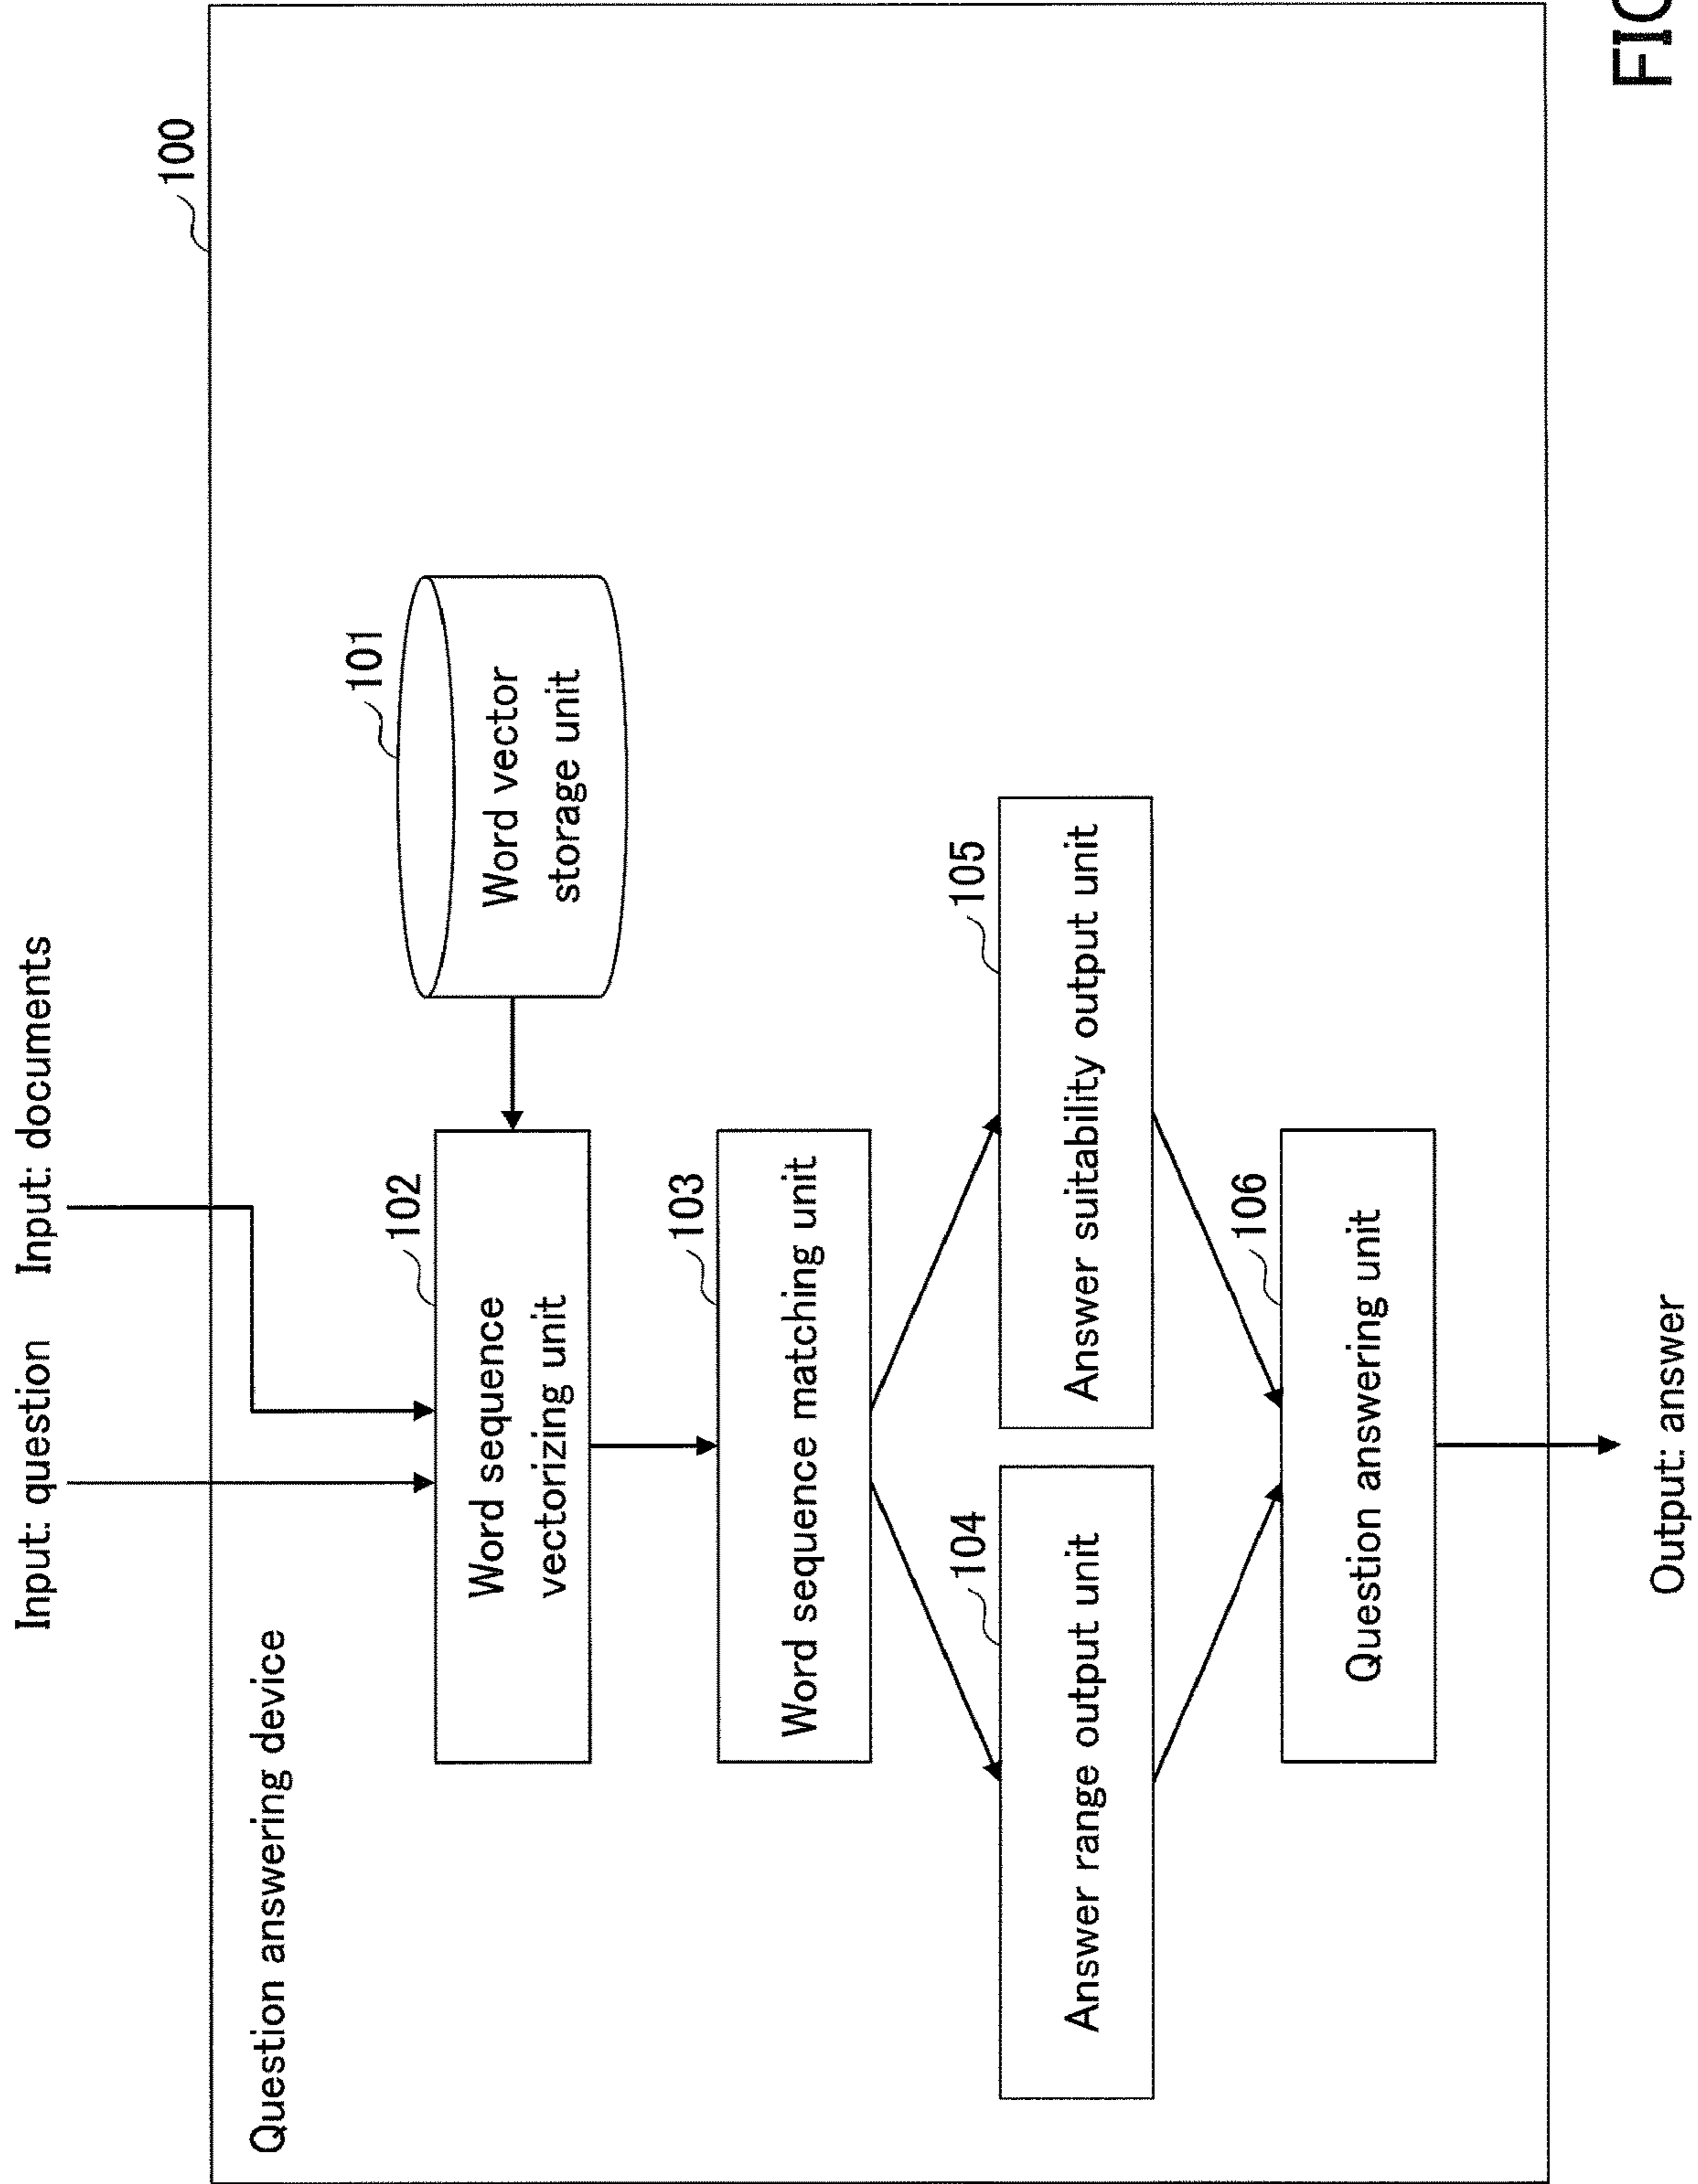 Input: question
Input: documents
100
Question answering device
101
Word vector
storage unit
102
Word sequence
vectorizing unit
103
Word sequence matching unit
104
Answer range output unit
105
Answer suitability output unit
106
Question answering unit
Output: answer